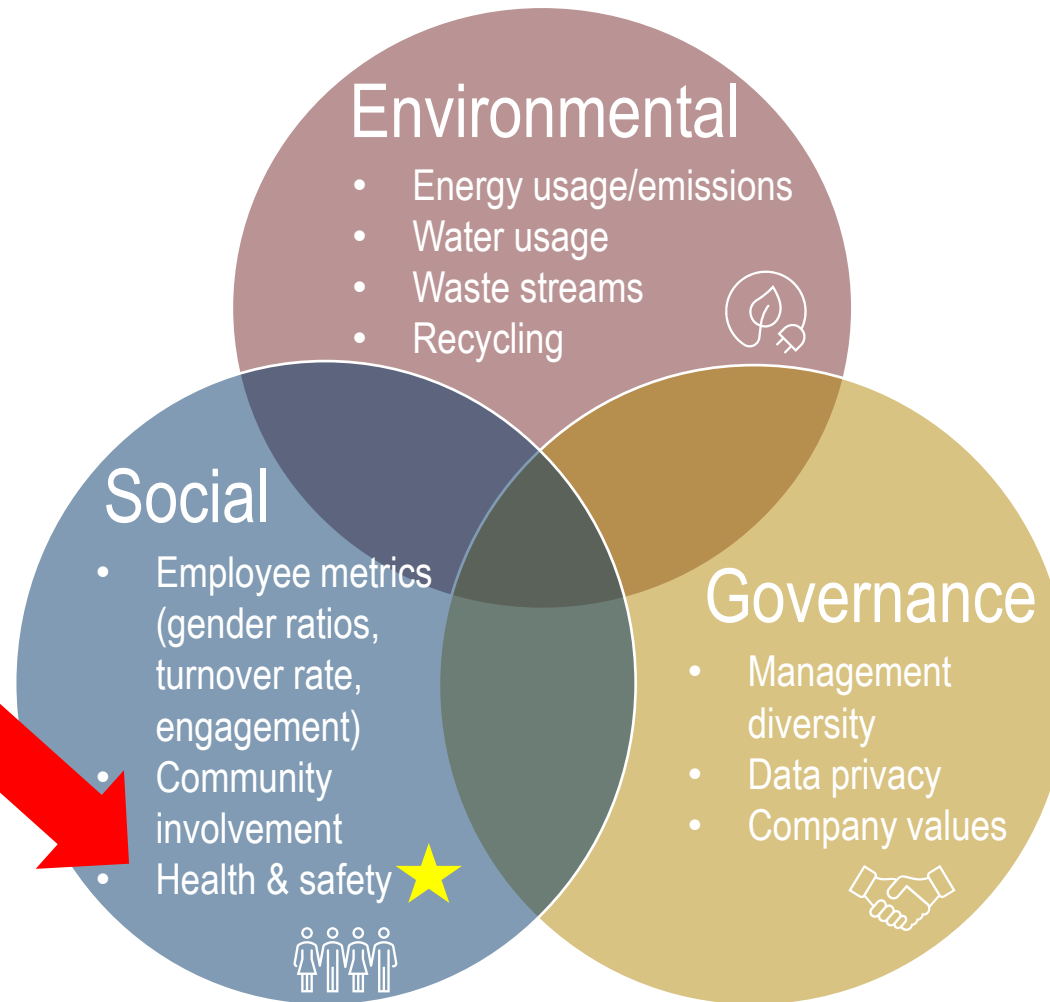 Environmental
• Energy usage/emissions
• Water usage
• Waste streams
• Recycling
Social
• Employee metrics
(gender ratios,
turnover rate,
engagement)
• Community
involvement
• Health & safety
Governance
• Management
diversity
• Data privacy
• Company values